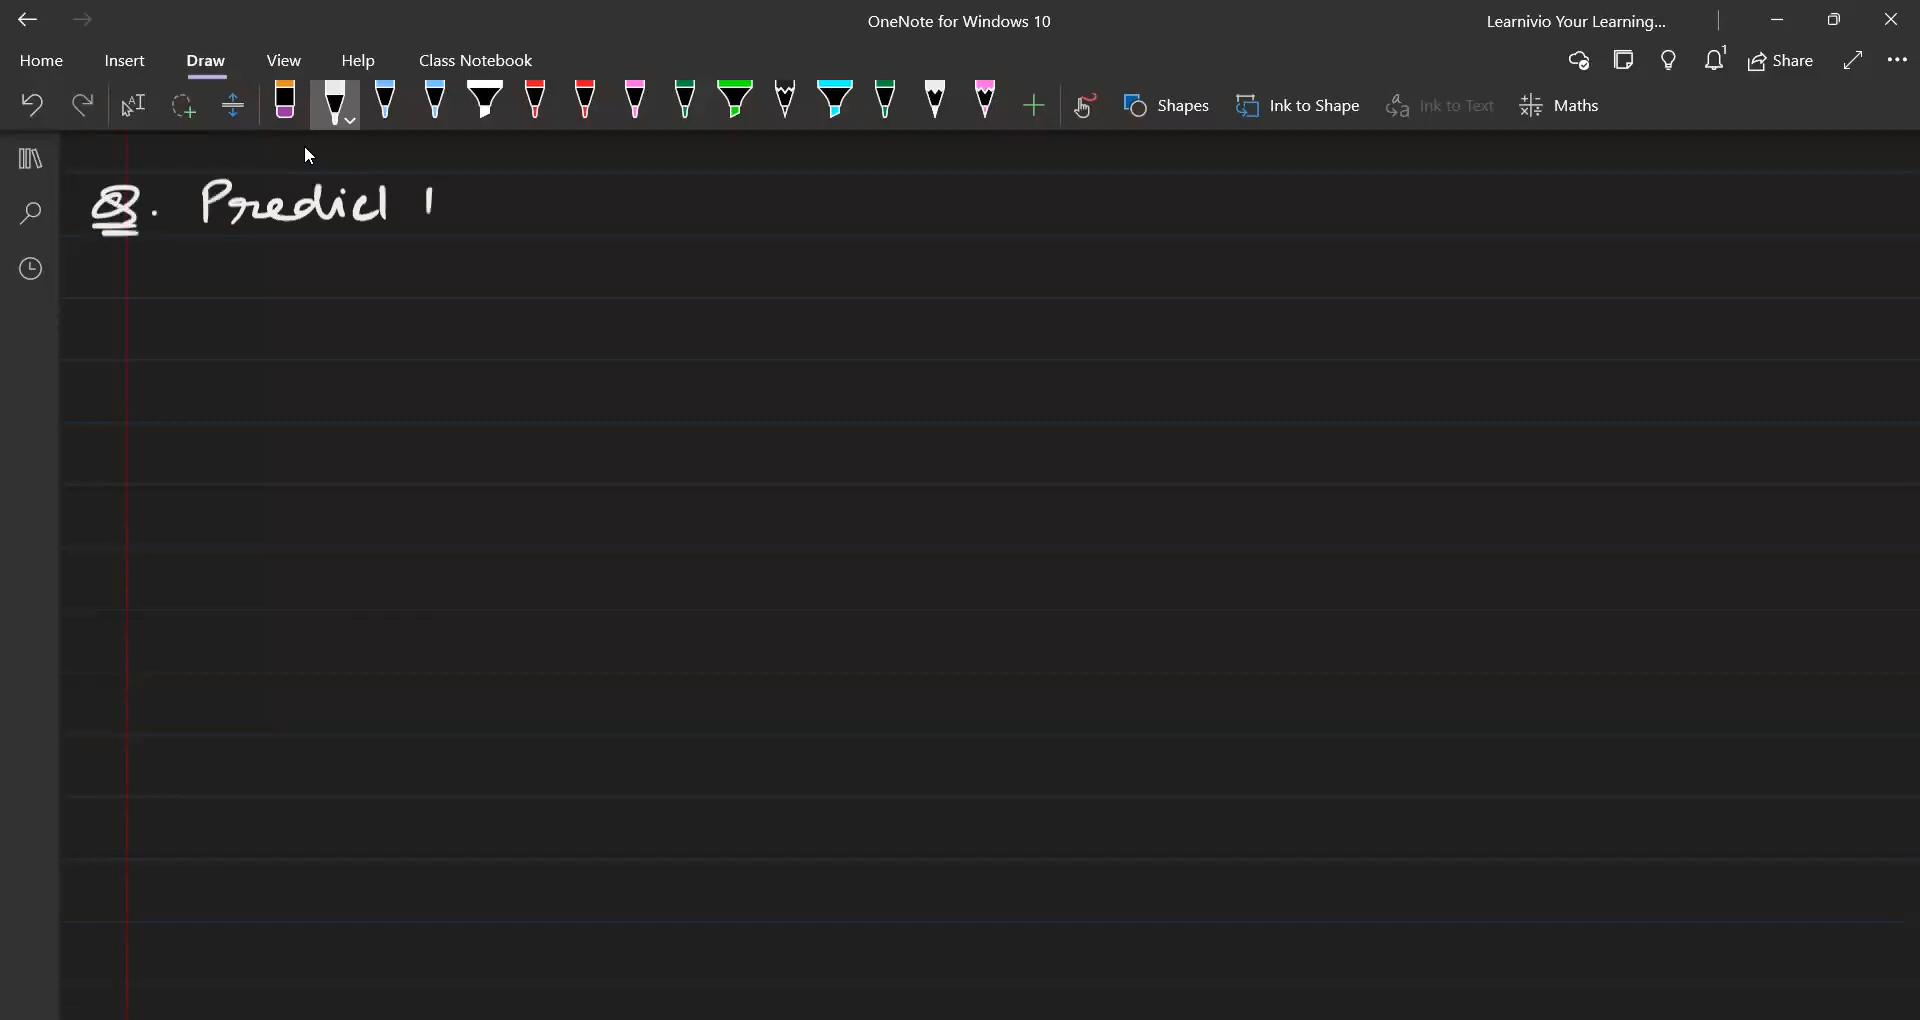 OneNote for Windows 10
Learnivio Your Learning...
Home Insert Draw View Help Class Notebook
1 Share
Shapes Ink to Shape Ink to Text Maths
Q. Predict